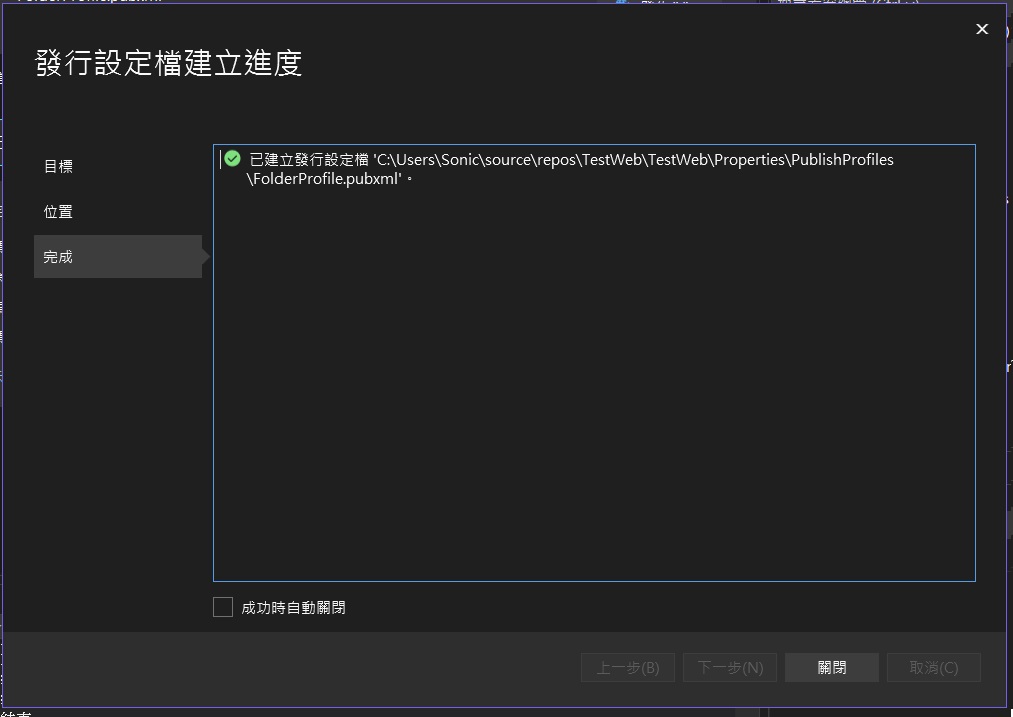 發行設定檔建立進度
目標
位置
完成
已建立發行設定檔 'C:\Users\Sonic\source\repos\TestWeb\TestWeb\Properties\PublishProfiles
\FolderProfile.pubxml'。
成功時自動關閉
上一步(B)
下一步(N)
關閉
取消(C)